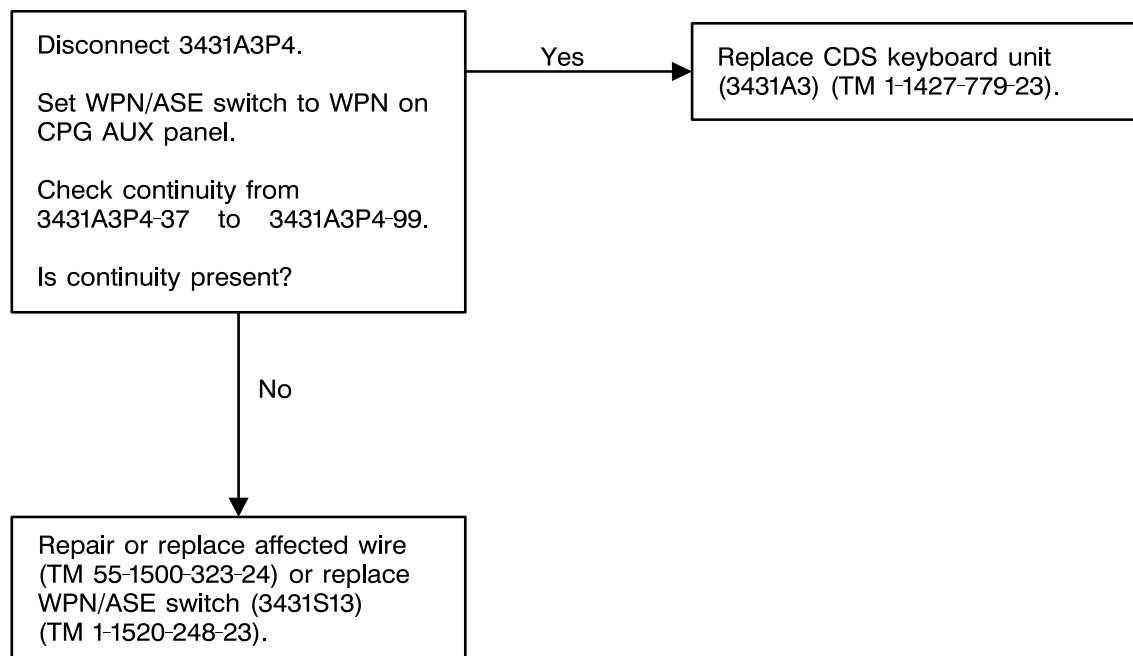 Disconnect 3431A3P4.
Set WPN/ASE switch to WPN on
CPG AUX panel.
Check continuity from
3431A3P4-37 to 3431A3P4-99.
Is continuity present?
Yes
Replace CDS keyboard unit
(3431A3) (TM 1-1427-779-23).
No
Repair or replace affected wire
(TM 55-1500-323-24) or replace
WPN/ASE switch (3431S13)
(TM 1-1520-248-23).